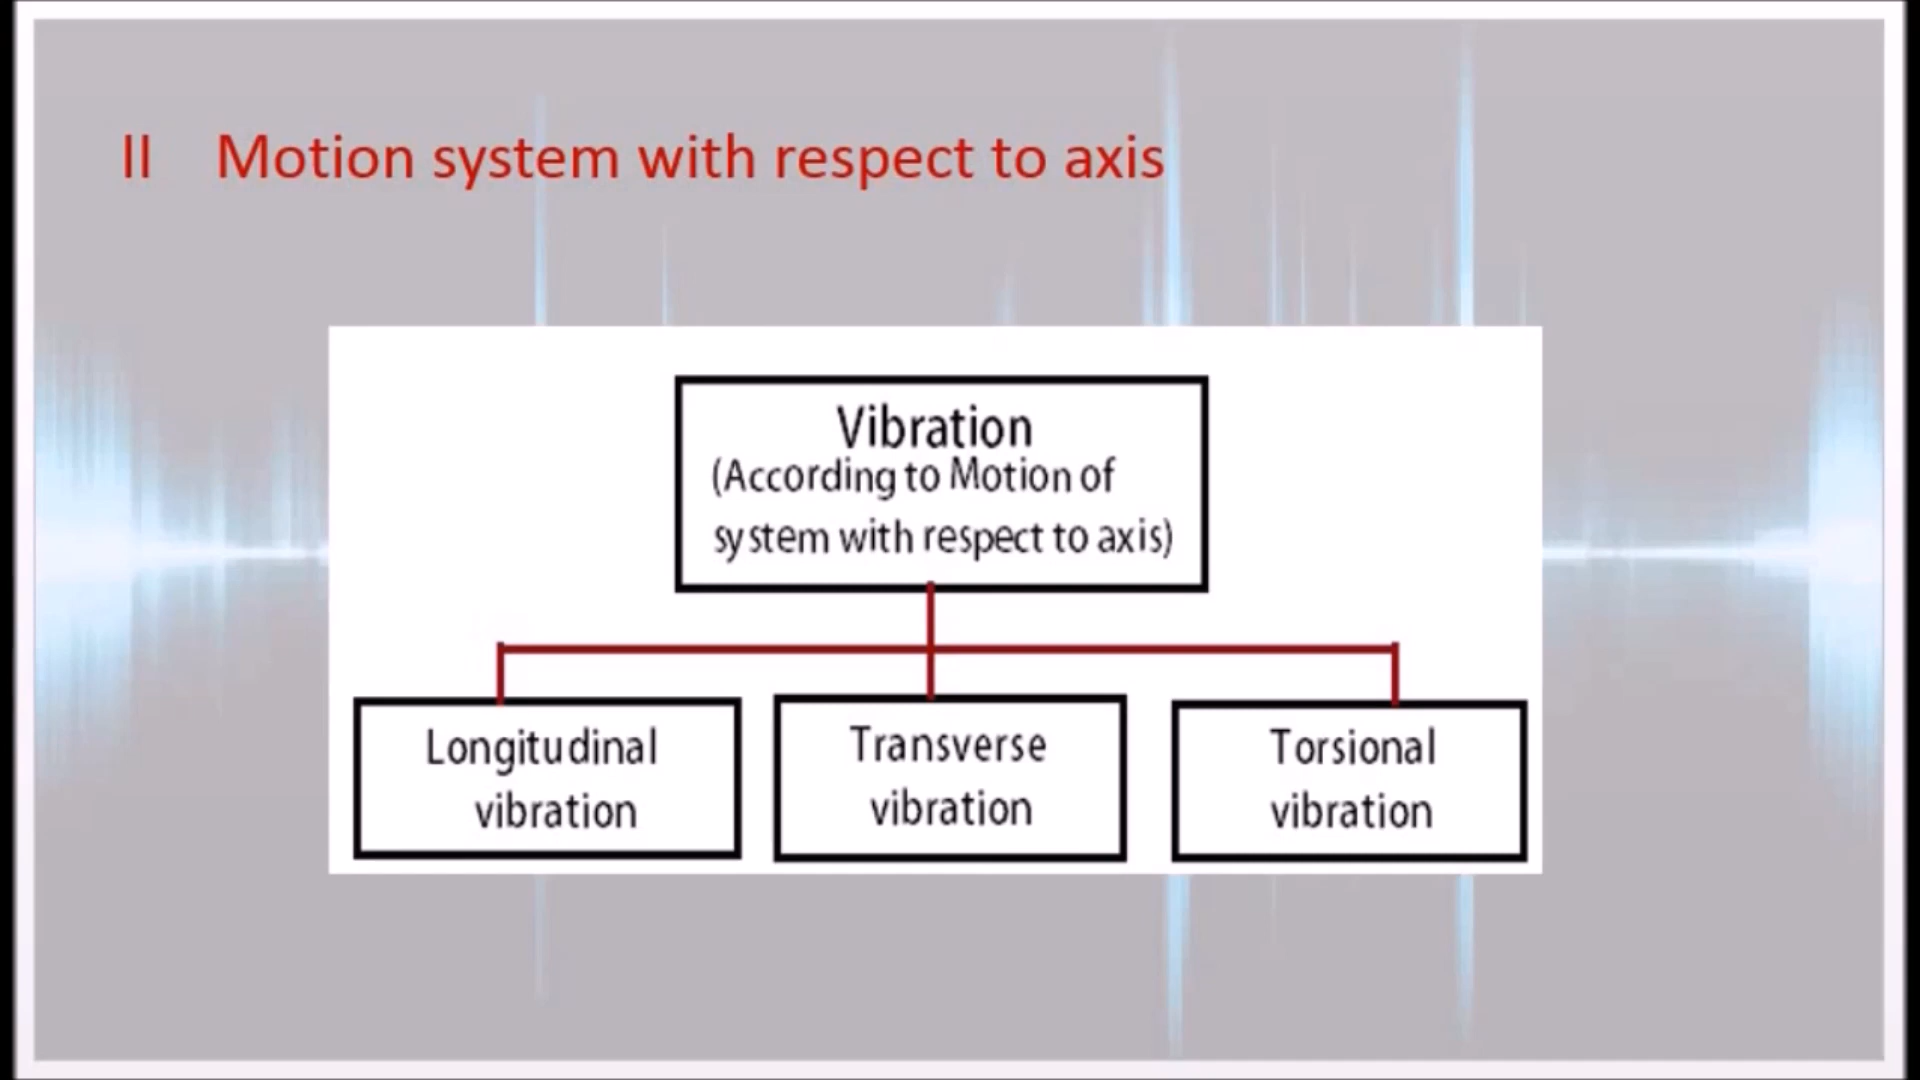 II Motion system with respect to axis
Vibration
(According to Motion of
system with respect to axis)
Longitudinal
vibration
Transverse
vibration
Torsional
vibration